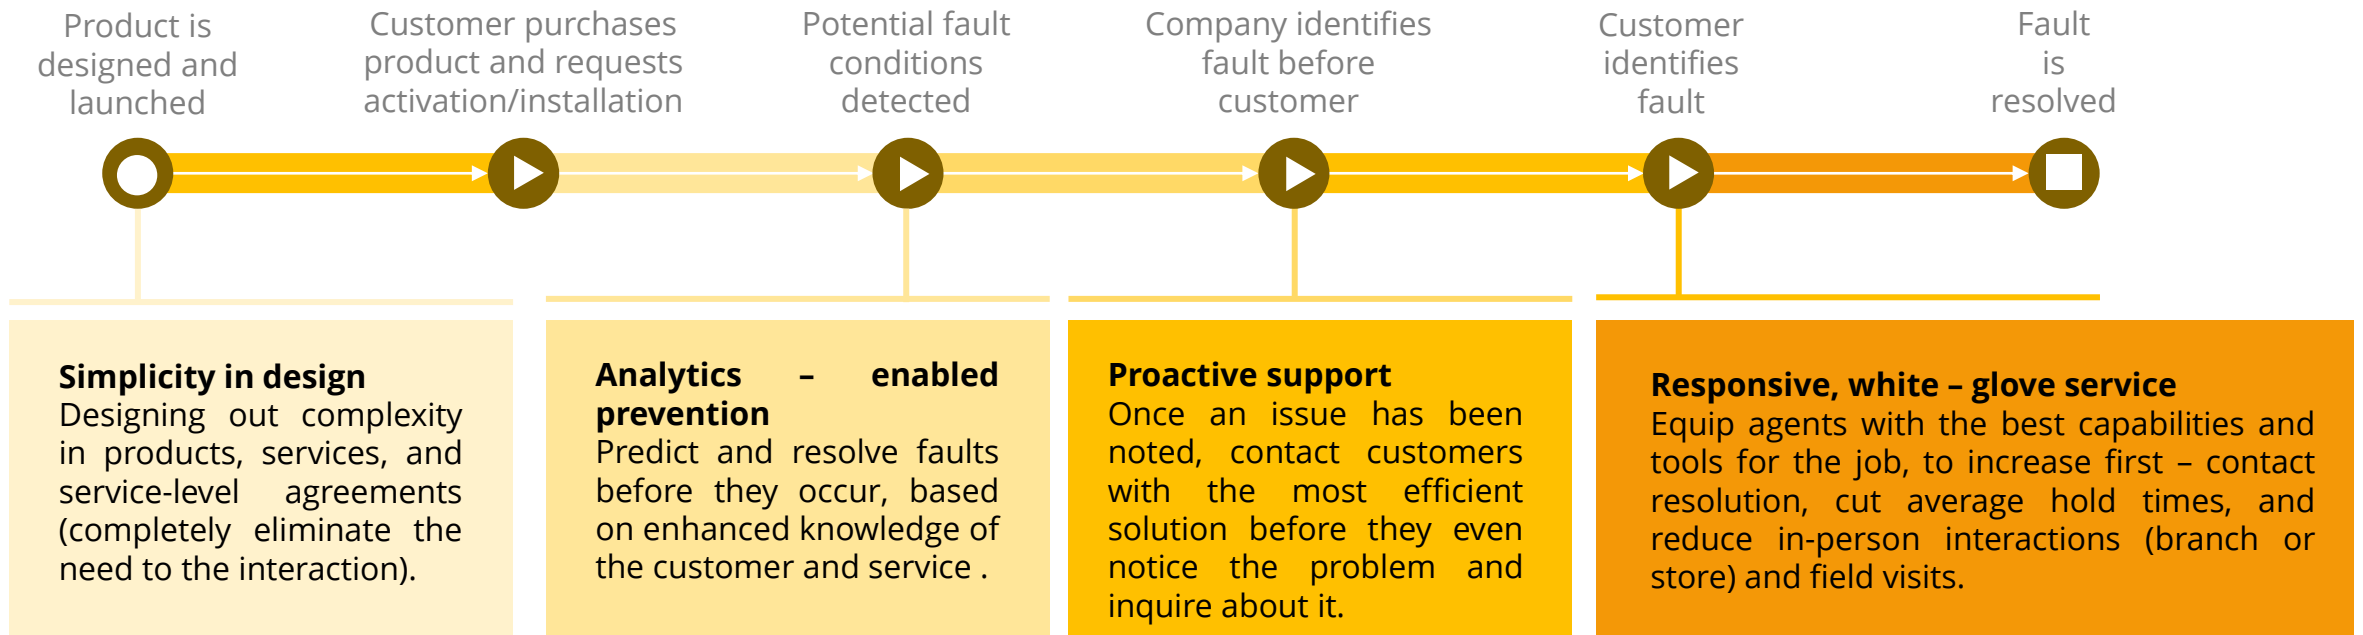 Product is
designed and
launched
Customer purchases
product and requests
activation/installation
Potential fault
conditions
detected
Company identifies
fault before
customer
Customer
identifies
fault
Fault
is
resolved
Simplicity in design
Designing out complexity
in products, services, and
service-level agreements
(completely eliminate the
need to the interaction).
Analytics – enabled
prevention
Predict and resolve faults
before they occur, based
on enhanced knowledge of
the customer and service .
Proactive support
Once an issue has been
noted, contact customers
with the most efficient
solution before they even
notice the problem and
inquire about it.
Responsive, white – glove service
Equip agents with the best capabilities and
tools for the job, to increase first – contact
resolution, cut average hold times, and
reduce in-person interactions (branch or
store) and field visits.